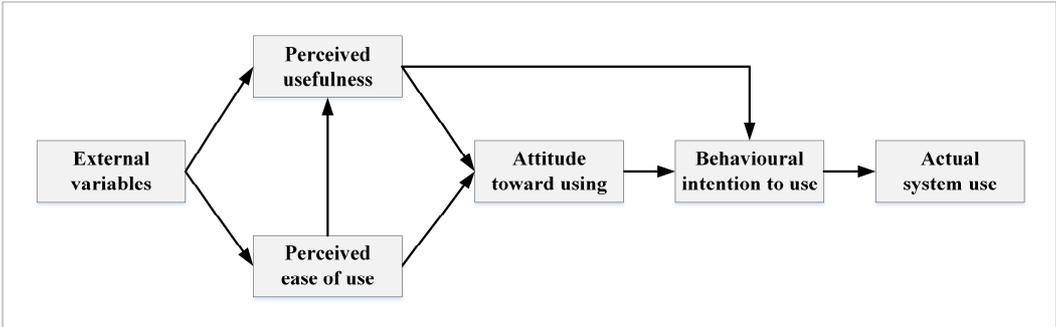 Perceived
usefulness
External
variables
Attitude
toward using
Behavioural
intention to use
Actual
system use
Perceived
ease of use